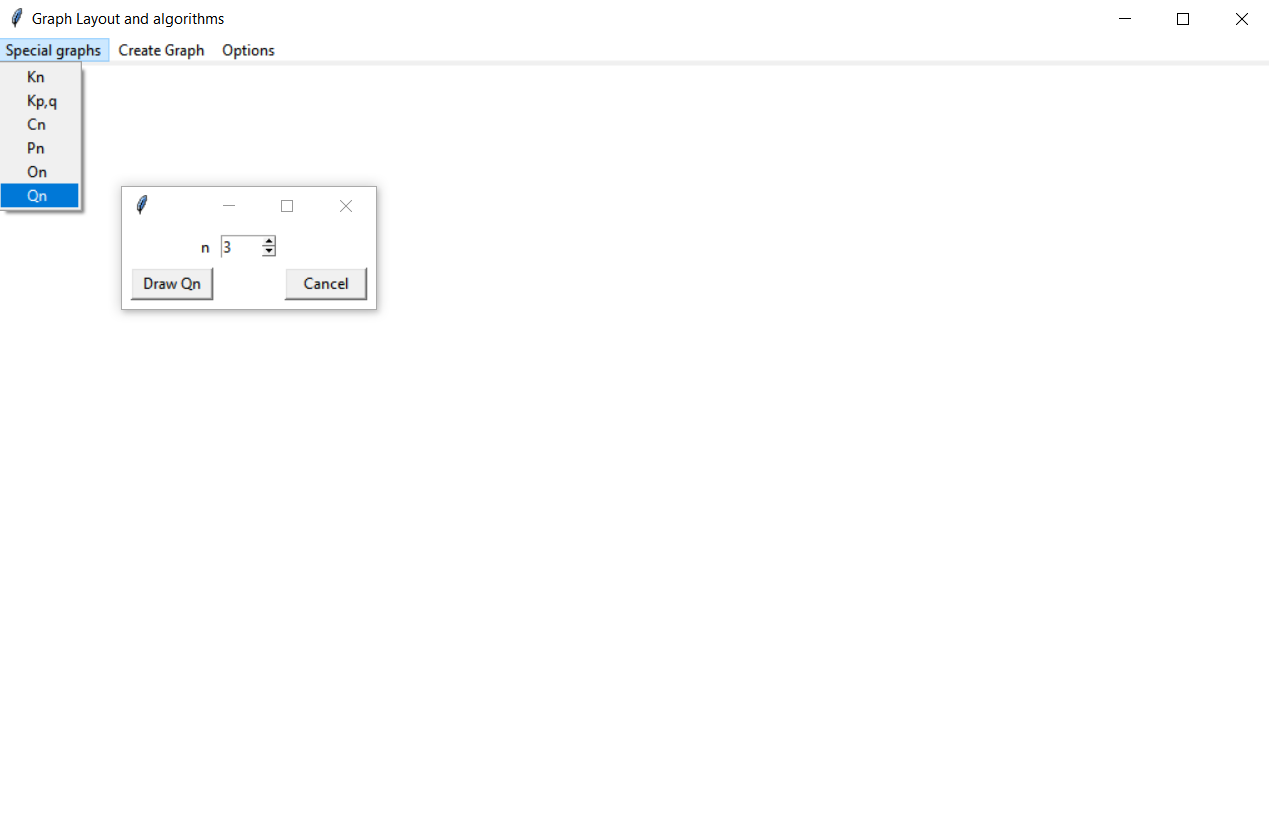 Graph Layout and algorithms
Special graphs Create Graph Options
Kn
Kp,q
Cn
Pn
On
Qn
n 3
Draw Qn Cancel